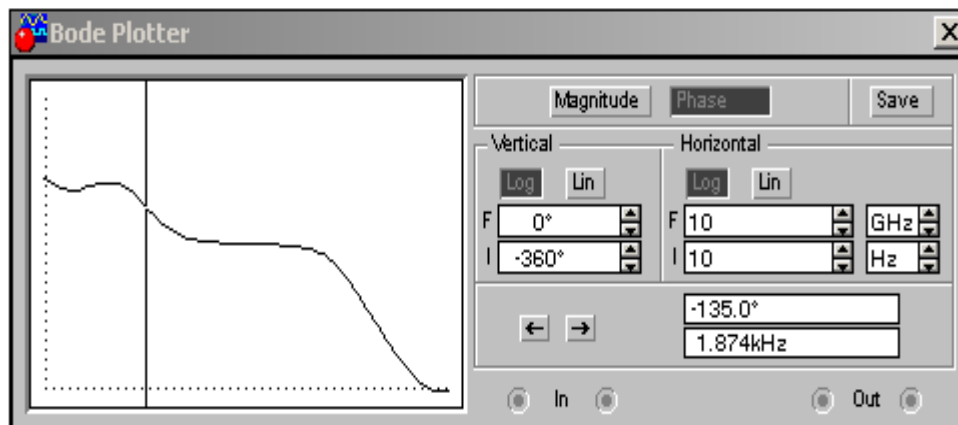 Bode Plotter
Magnitude Phase Save
Vertical Horizontal
Log Lin Log Lin
F 0° F 10 GHz
I -360° I 10 Hz
-135.0°
1.874kHz
In Out